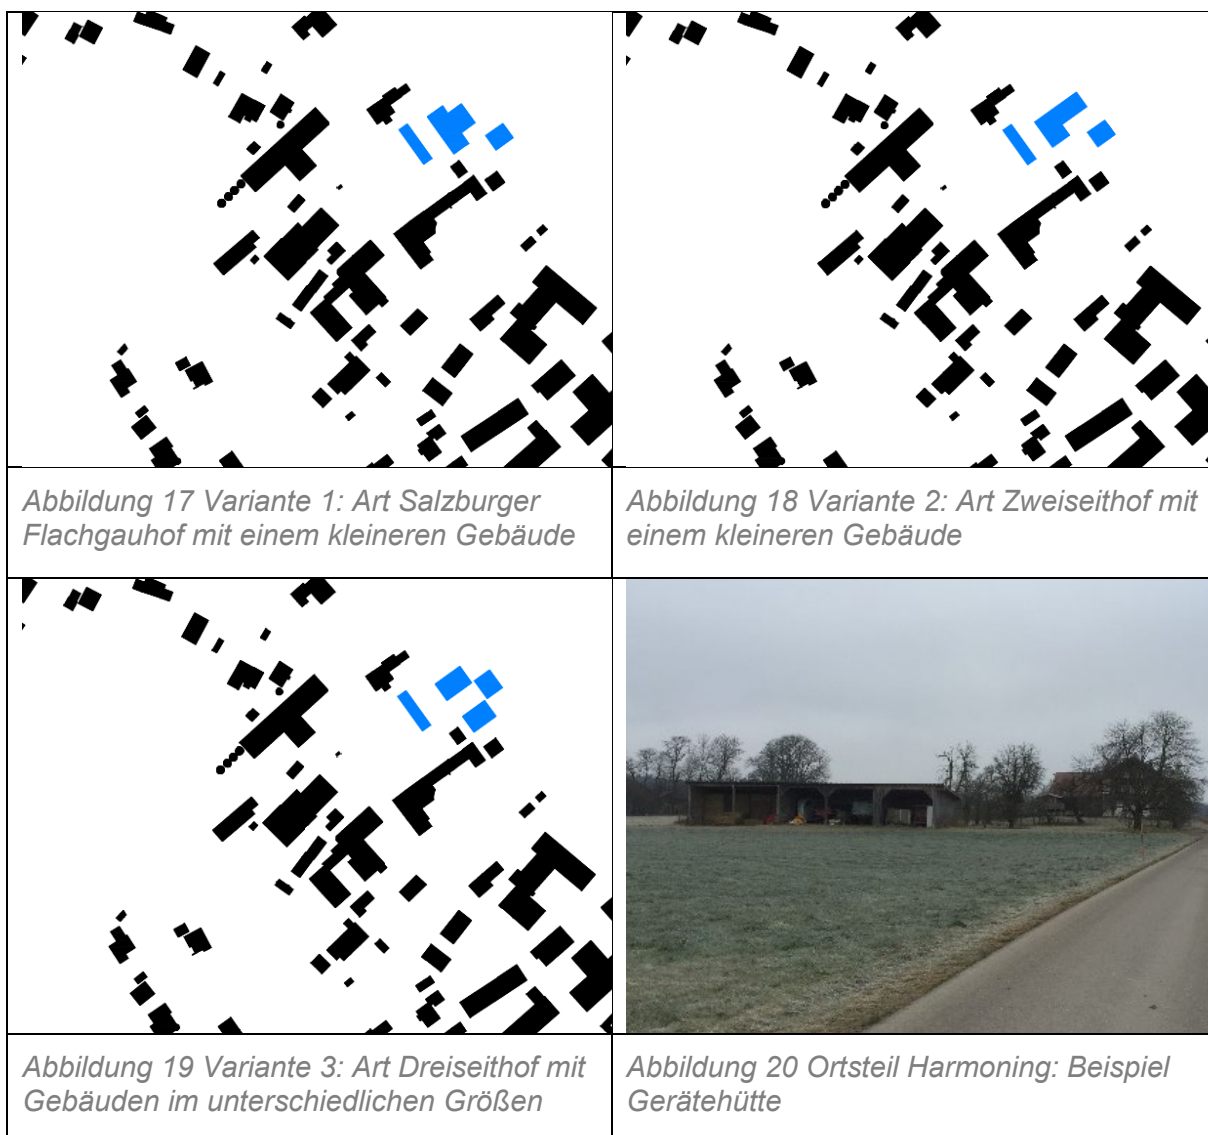 Abbildung 17 Variante 1: Art Salzburger
Flachgauhof mit einem kleineren Gebäude
Abbildung 18 Variante 2: Art Zweiseithof mit
einem kleineren Gebäude
Abbildung 19 Variante 3: Art Dreiseithof mit
Gebäuden im unterschiedlichen Größen
Abbildung 20 Ortsteil Harmoning: Beispiel
Gerätehütte